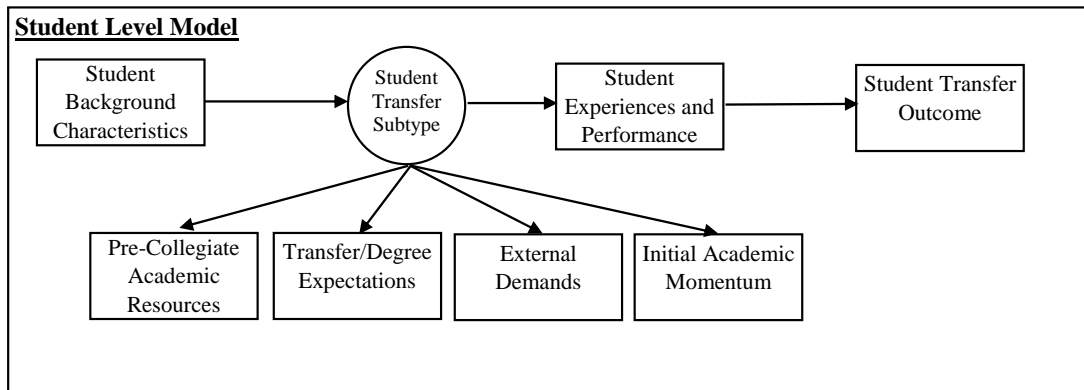 Student Level Model
Student
Background
Characteristics
Student
Transfer
Subtype
Student
Experiences and
Performance
Student Transfer
Outcome
Pre-Collegiate
Academic
Resources
Transfer/Degree
Expectations
External
Demands
Initial Academic
Momentum